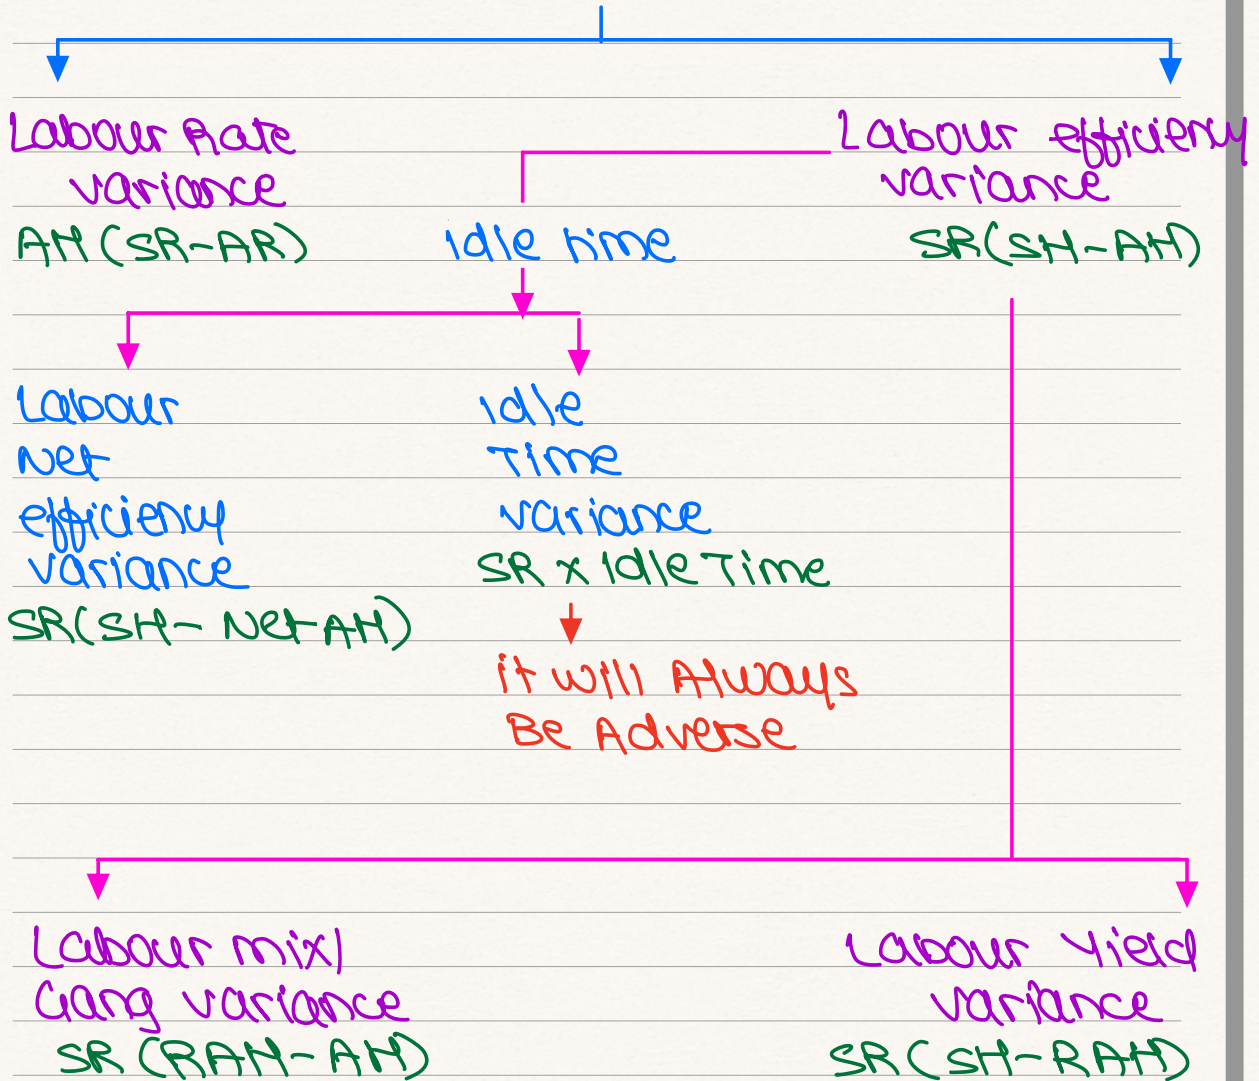 Labour Rate
variance
AH (SR-AR)
Labour efficiency
variance
SR(SH-AH)
idle time
Labour
Net
efficiency
variance
SR(SH- Net AH)
idle
Time
variance
SR x Idle Time
it will Always
Be Adverse
Labour mix|
Gang variance
SR (RAH-AH)
Labour Yield
variance
SR(SH-RAH)